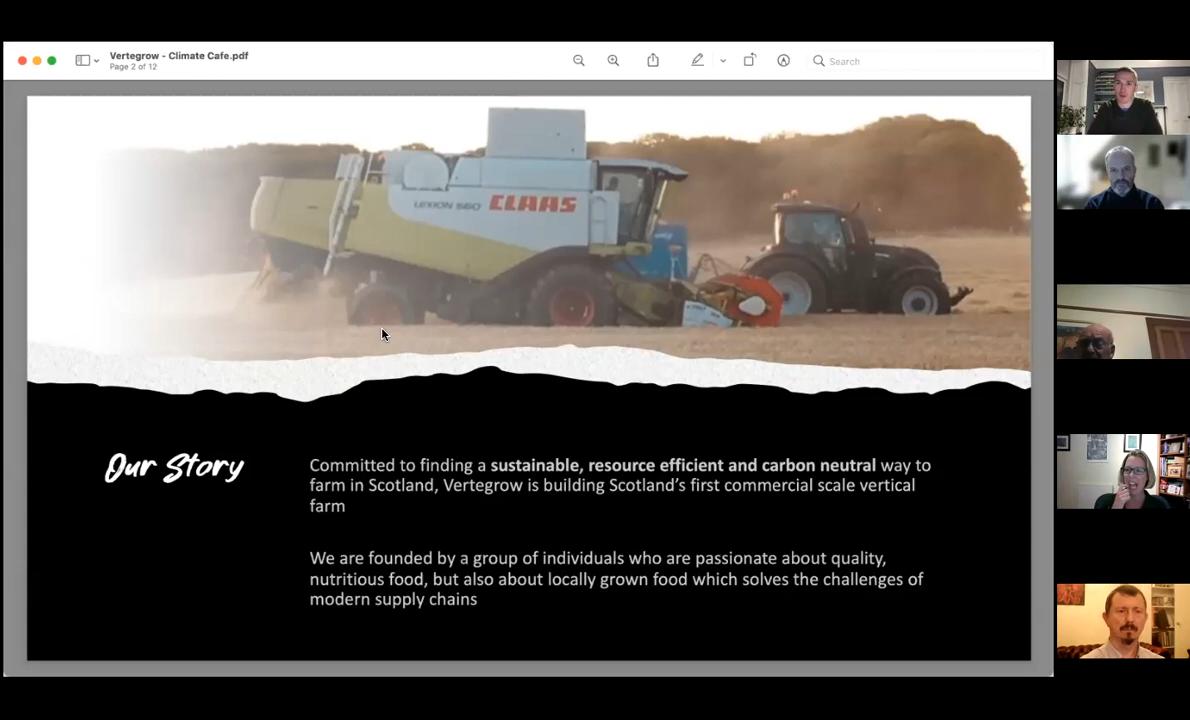 Vertegrow - Climate Cafe.pdf
Page 2 of 12
Search
LEXION 560 CLAAS
Our Story
Committed to finding a sustainable, resource efficient and carbon neutral way to
farm in Scotland, Vertegrow is building Scotland's first commercial scale vertical
farm
We are founded by a group of individuals who are passionate about quality,
nutritious food, but also about locally grown food which solves the challenges of
modern supply chains